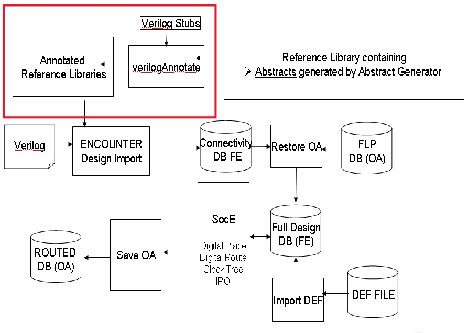 Verilog Stubs
Annotated
Reference Libraries
verilogAnnotate
Reference Library containing
Abstracts generated by Abstract Generator
Verilog
ENCOUNTER
Design Import
Connectivity
DB FE
Restore OA
FLP
DB (OA)
SocE
Digital Place
Digital Route
Clock Tree
IPO
Full Design
DB (FE)
Save OA
ROUTED
DB (OA)
Import DEF
DEF FILE